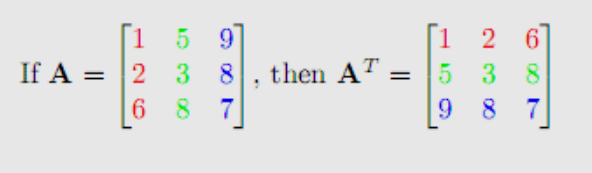 1 5 9 1 2 6
If A = 2 3 8 , then A^T = 5 3 8
6 8 7 9 8 7